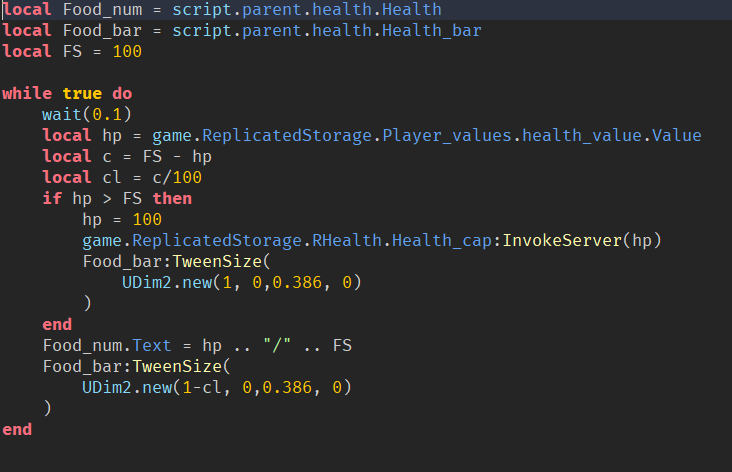 local Food_num = script.parent.health.Health
local Food_bar = script.parent.health.Health_bar
local FS = 100

while true do
    wait(0.1)
    local hp = game.ReplicatedStorage.Player_values.health_value.Value
    local c = FS - hp
    local cl = c/100
    if hp > FS then
        hp = 100
        game.ReplicatedStorage.RHealth.Health_cap:InvokeServer(hp)
        Food_bar:TweenSize(
            UDim2.new(1, 0,0.386, 0)
        )
    end
    Food_num.Text = hp .. "/" .. FS
    Food_bar:TweenSize(
        UDim2.new(1-cl, 0,0.386, 0)
    )
end